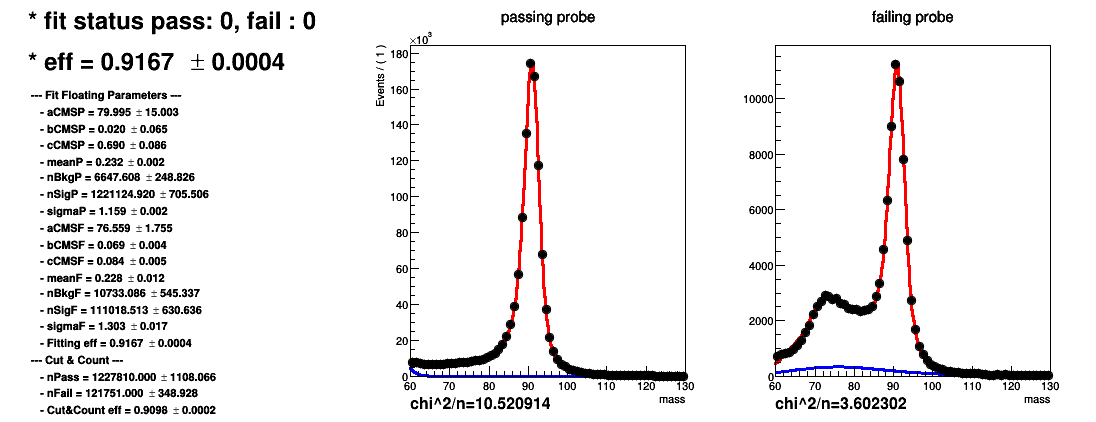 * fit status pass: 0, fail : 0
* eff = 0.9167 ± 0.0004
--- Fit Floating Parameters ---
- aCMSP = 79.995 ± 15.003
- bCMSP = 0.020 ± 0.065
- cCMSP = 0.690 ± 0.086
- meanP = 0.232 ± 0.002
- nBkgP = 6647.608 ± 248.826
- nSigP = 1221124.920 ± 705.506
- sigmaP = 1.159 ± 0.002
- aCMSF = 76.559 ± 1.755
- bCMSF = 0.069 ± 0.004
- cCMSF = 0.084 ± 0.005
- meanF = 0.228 ± 0.012
- nBkgF = 10733.086 ± 545.337
- nSigF = 111018.513 ± 630.636
- sigmaF = 1.303 ± 0.017
- Fitting eff = 0.9167 ± 0.0004
--- Cut & Count ---
- nPass = 1227810.000 ± 1108.066
- nFail = 121751.000 ± 348.928
- Cut&Count eff = 0.9098 ± 0.0002
passing probe
×10³
Events / ( 1 )
180
160
140
120
100
80
60
40
20
0
60 70 80 90 100 110 120 130
mass
chi^2/n=10.520914
failing probe
10000
8000
6000
4000
2000
0
60 70 80 90 100 110 120 130
mass
chi^2/n=3.602302